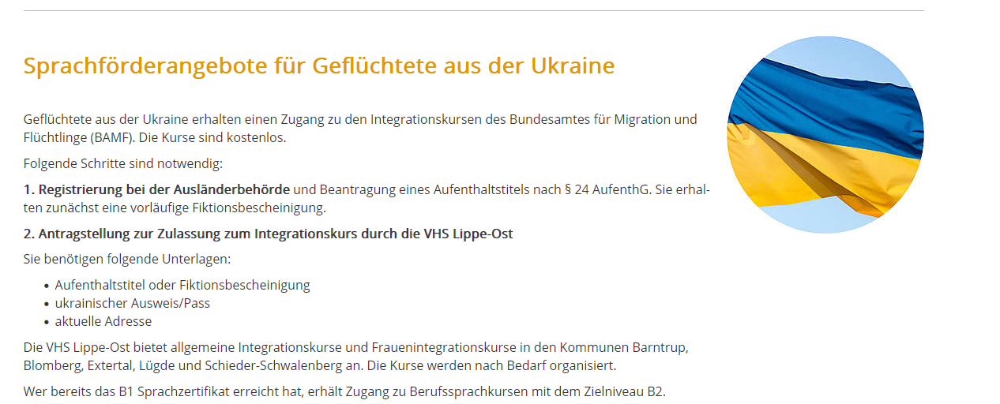 Sprachförderangebote für Geflüchtete aus der Ukraine
Geflüchtete aus der Ukraine erhalten einen Zugang zu den Integrationskursen des Bundesamtes für Migration und
Flüchtlinge (BAMF). Die Kurse sind kostenlos.
Folgende Schritte sind notwendig:
1. Registrierung bei der Ausländerbehörde und Beantragung eines Aufenthaltstitels nach § 24 AufenthG. Sie erhal-
ten zunächst eine vorläufige Fiktionsbescheinigung.
2. Antragstellung zur Zulassung zum Integrationskurs durch die VHS Lippe-Ost
Sie benötigen folgende Unterlagen:
• Aufenthaltstitel oder Fiktionsbescheinigung
• ukrainischer Ausweis/Pass
• aktuelle Adresse
Die VHS Lippe-Ost bietet allgemeine Integrationskurse und Frauenintegrationskurse in den Kommunen Barntrup,
Blomberg, Extertal, Lügde und Schieder-Schwalenberg an. Die Kurse werden nach Bedarf organisiert.
Wer bereits das B1 Sprachzertifikat erreicht hat, erhält Zugang zu Berufssprachkursen mit dem Zielniveau B2.